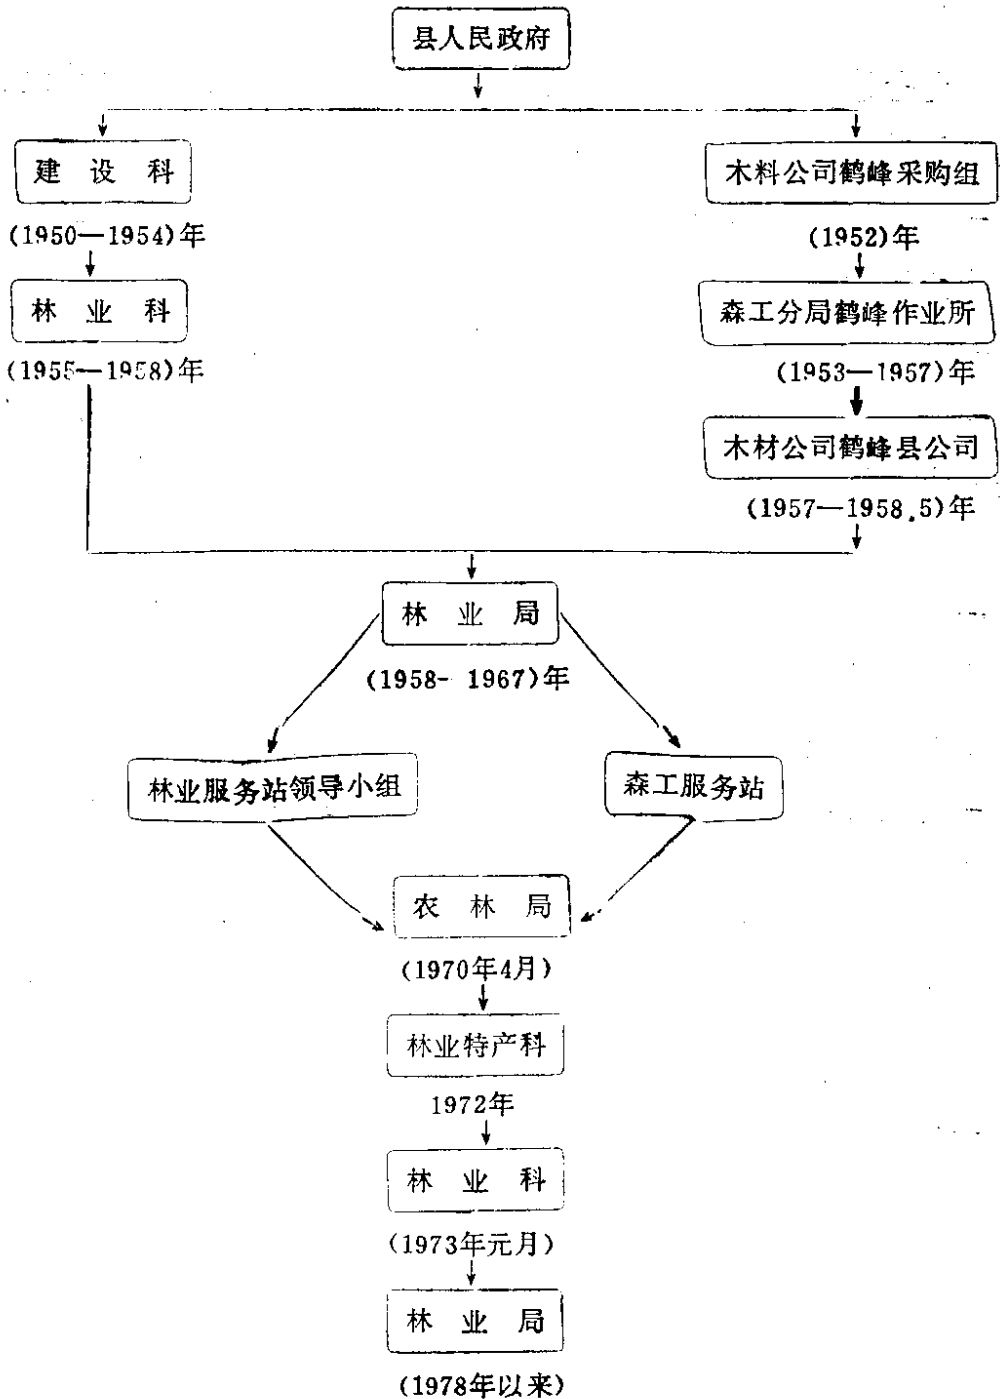 县人民政府
建设科
木料公司鹤峰采购组
(1950—1954)年
(1952)年
林业科
森工分局鹤峰作业所
(1955—1958)年
(1953—1957)年
木材公司鹤峰县公司
(1957—1958.5)年
林业局
(1958- 1967)年
林业服务站领导小组
森工服务站
农林局
(1970年4月)
林业特产科
1972年
林业科
(1973年元月)
林业局
(1978年以来)